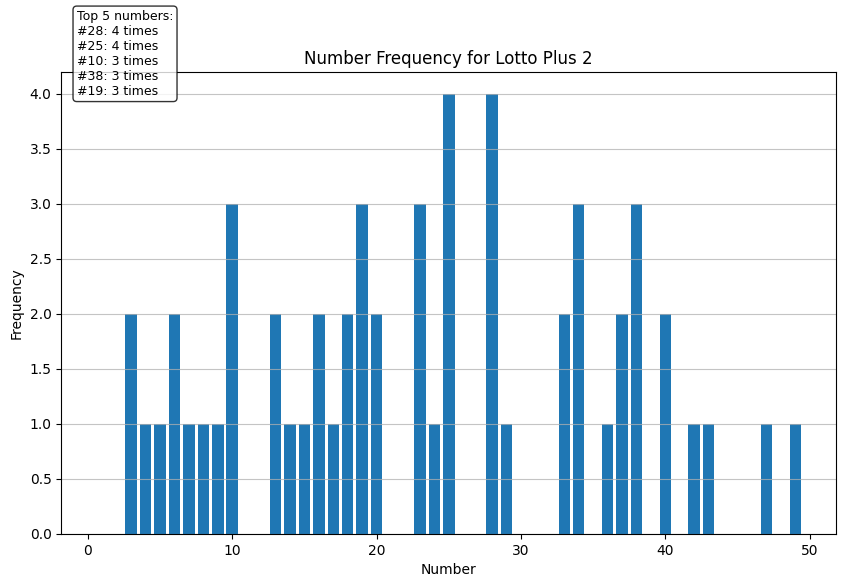 Top 5 numbers:
#28: 4 times
#25: 4 times
#10: 3 times
#38: 3 times
#19: 3 times
Number Frequency for Lotto Plus 2
Frequency
4.0
3.5
3.0
2.5
2.0
1.5
1.0
0.5
0.0
0 10 20 30 40 50
Number